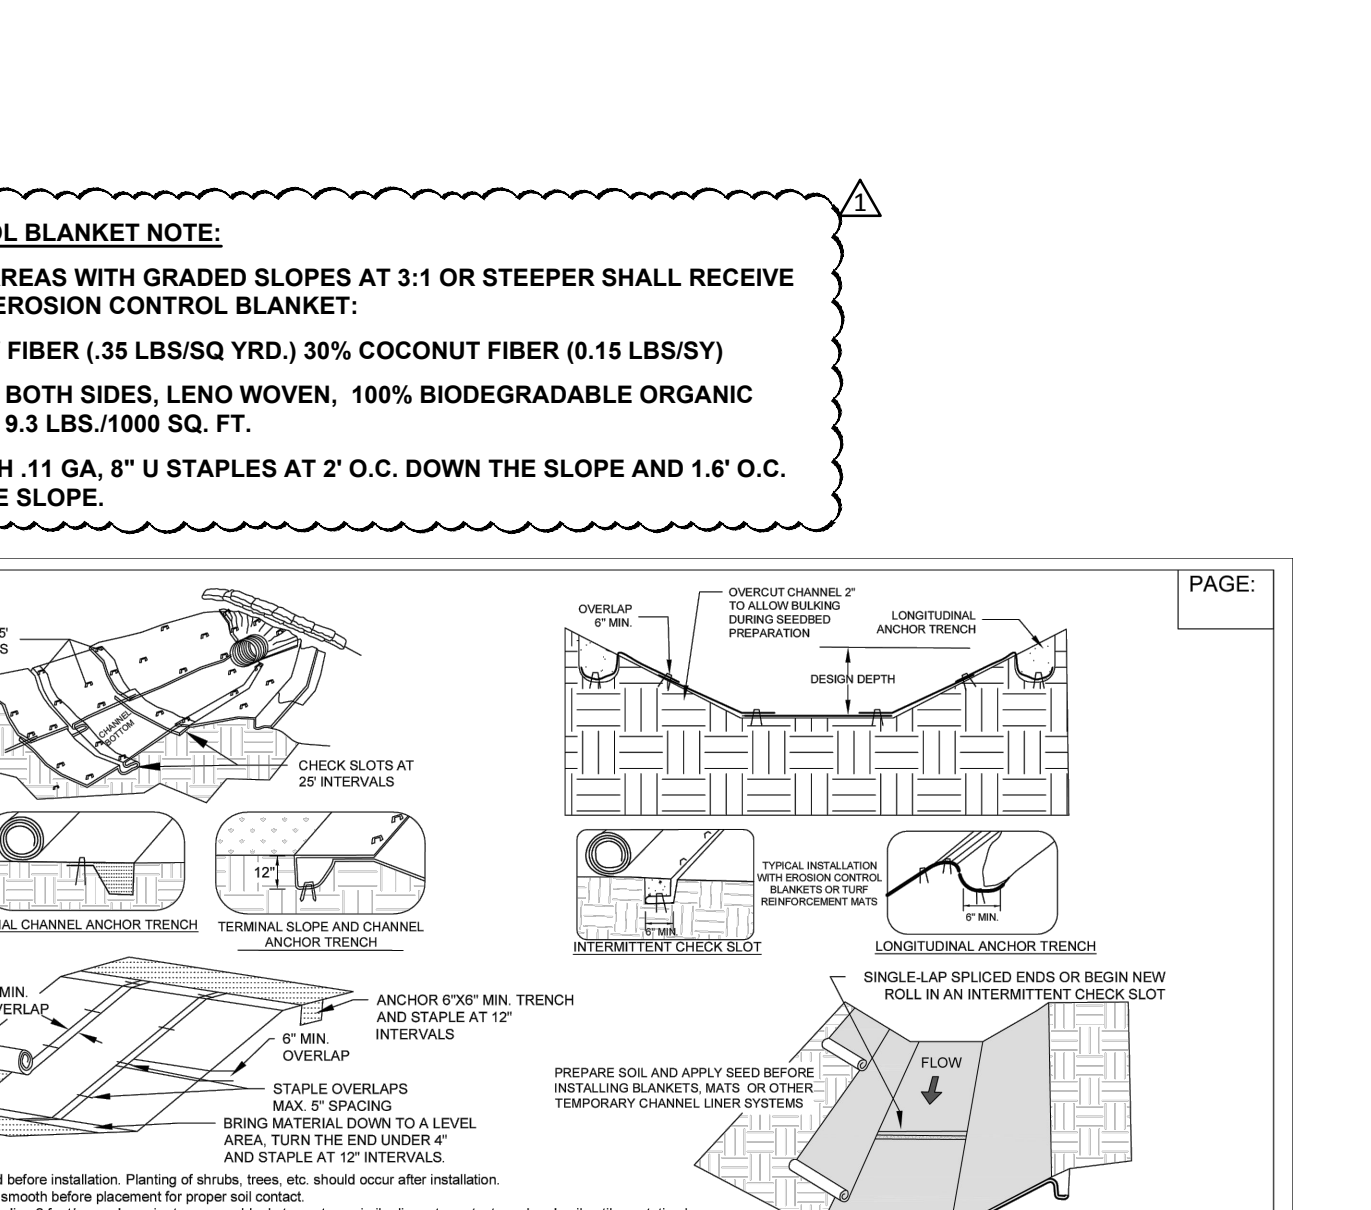 1
OL BLANKET NOTE:
REAS WITH GRADED SLOPES AT 3:1 OR STEEPER SHALL RECEIVE
EROSION CONTROL BLANKET:
FIBER (.35 LBS/SQ YRD.) 30% COCONUT FIBER (0.15 LBS/SY)
BOTH SIDES, LENO WOVEN, 100% BIODEGRADABLE ORGANIC
9.3 LBS./1000 SQ. FT.
H .11 GA, 8" U STAPLES AT 2' O.C. DOWN THE SLOPE AND 1.6' O.C.
E SLOPE.
PAGE:
5'
S
CHANNEL
BOTTOM
CHECK SLOTS AT
25' INTERVALS
OVERLAP
6" MIN.
OVERCUT CHANNEL 2"
TO ALLOW BULKING
DURING SEEDBED
PREPARATION
LONGITUDINAL
ANCHOR TRENCH
DESIGN DEPTH
12"
IAL CHANNEL ANCHOR TRENCH
TERMINAL SLOPE AND CHANNEL
ANCHOR TRENCH
6" MIN.
INTERMITTENT CHECK SLOT
TYPICAL INSTALLATION
WITH EROSION CONTROL
BLANKETS OR TURF
REINFORCEMENT MATS
6" MIN.
LONGITUDINAL ANCHOR TRENCH
MIN.
VERLAP
ANCHOR 6"X6" MIN. TRENCH
AND STAPLE AT 12"
INTERVALS
6" MIN.
OVERLAP
STAPLE OVERLAPS
MAX. 5" SPACING
BRING MATERIAL DOWN TO A LEVEL
AREA, TURN THE END UNDER 4"
AND STAPLE AT 12" INTERVALS.
SINGLE-LAP SPLICED ENDS OR BEGIN NEW
ROLL IN AN INTERMITTENT CHECK SLOT
FLOW
PREPARE SOIL AND APPLY SEED BEFORE
INSTALLING BLANKETS, MATS OR OTHER
TEMPORARY CHANNEL LINER SYSTEMS
d before installation. Planting of shrubs, trees, etc. should occur after installation.
smooth before placement for proper soil contact.